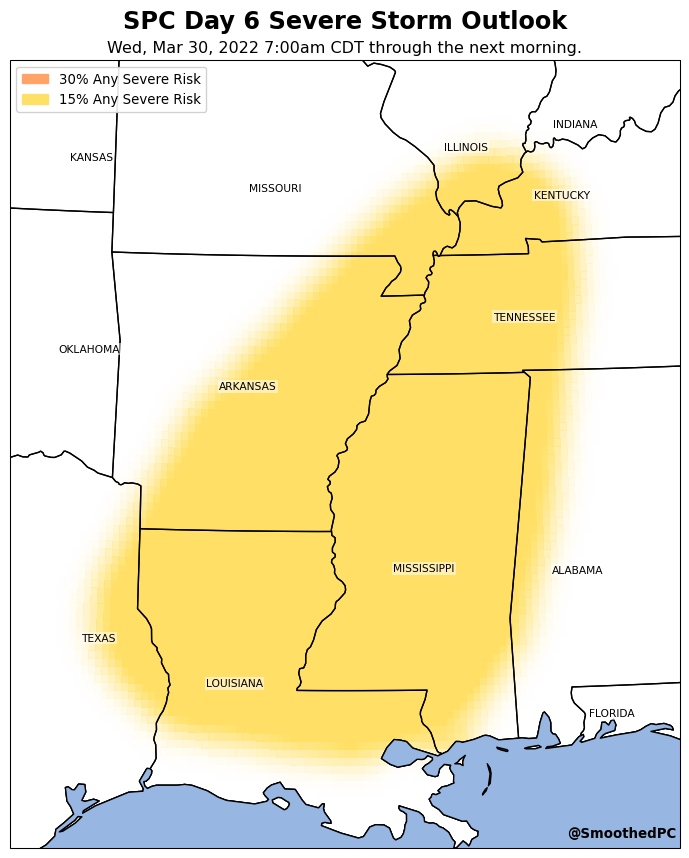 SPC Day 6 Severe Storm Outlook
Wed, Mar 30, 2022 7:00am CDT through the next morning.
30% Any Severe Risk
15% Any Severe Risk
INDIANA
ILLINOIS
KANSAS
MISSOURI
KENTUCKY
TENNESSEE
OKLAHOMA
ARKANSAS
MISSISSIPPI
ALABAMA
TEXAS
LOUISIANA
FLORIDA
@SmoothedPC